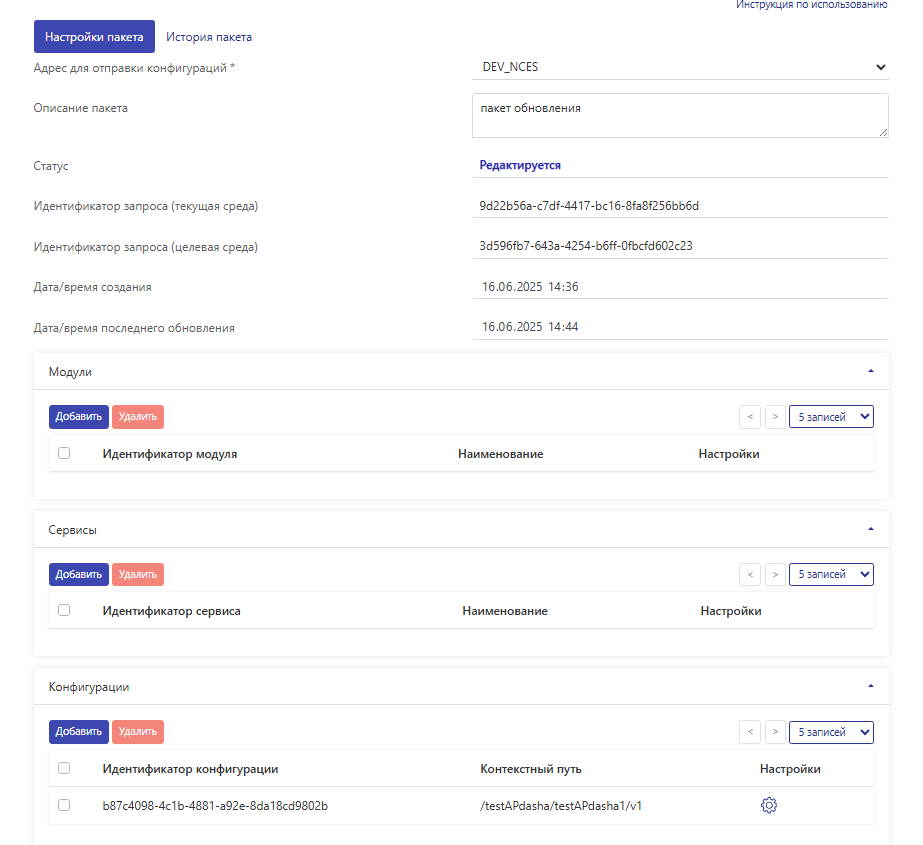 Инструкция по использованию
Настройки пакета История пакета
Адрес для отправки конфигураций * DEV_NCES
Описание пакета пакет обновления
Статус Редактируется
Идентификатор запроса (текущая среда) 9d22b56a-c7df-4417-bc16-8fa8f256bb6d
Идентификатор запроса (целевая среда) 3d596fb7-643a-4254-b6ff-0fbcfd602c23
Дата/время создания 16.06.2025 14:36
Дата/время последнего обновления 16.06.2025 14:44
Модули
Добавить Удалить < > 5 записей
Идентификатор модуля Наименование Настройки
Сервисы
Добавить Удалить < > 5 записей
Идентификатор сервиса Наименование Настройки
Конфигурации
Добавить Удалить < > 5 записей
Идентификатор конфигурации Контекстный путь Настройки
b87c4098-4c1b-4881-a92e-8da18cd9802b /testAPdasha/testAPdasha1/v1